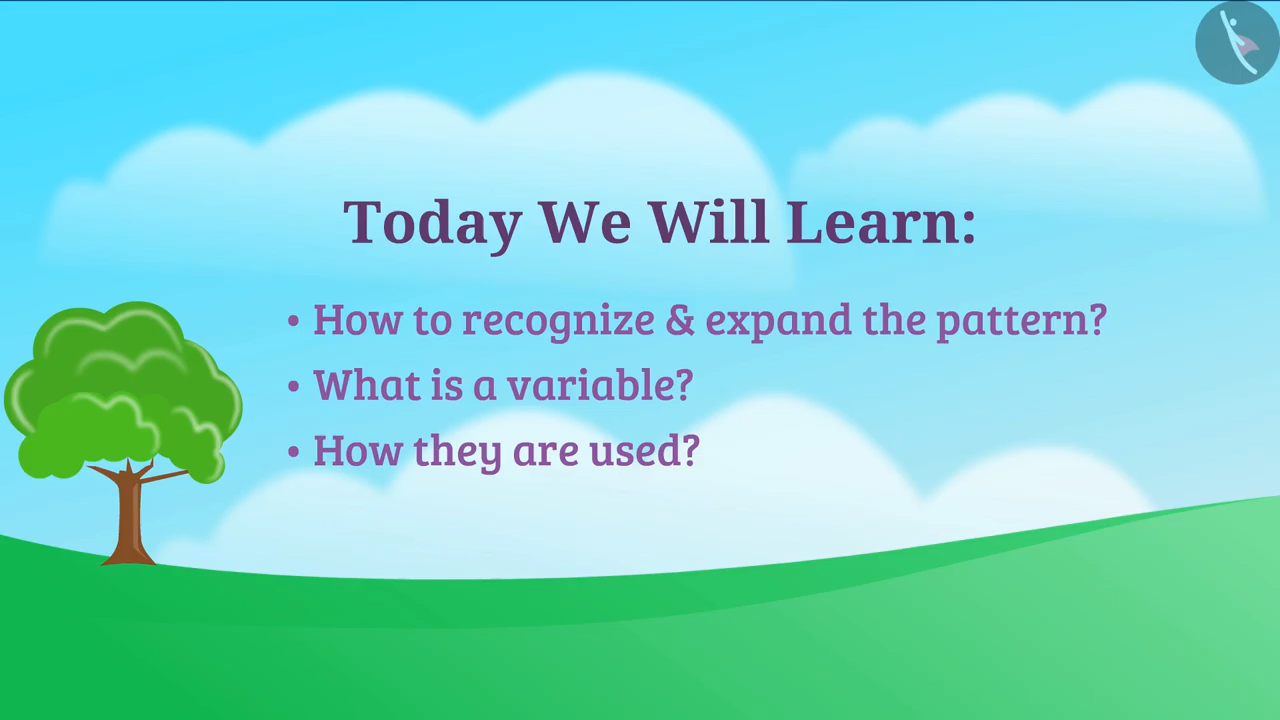 Today We Will Learn:
• How to recognize & expand the pattern?
• What is a variable?
• How they are used?